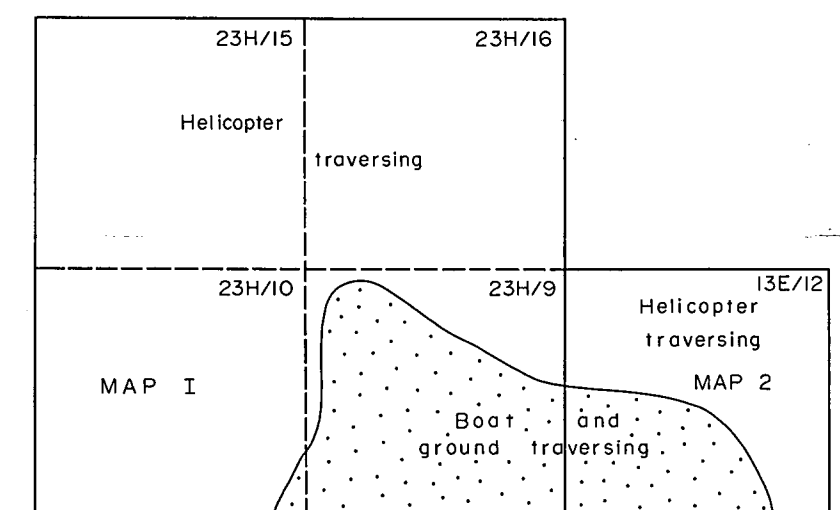 23H/15
23H/16
Helicopter
traversing
23H/10
23H/9
13E/12
Helicopter
traversing
MAP I
MAP 2
Boat and
ground traversing